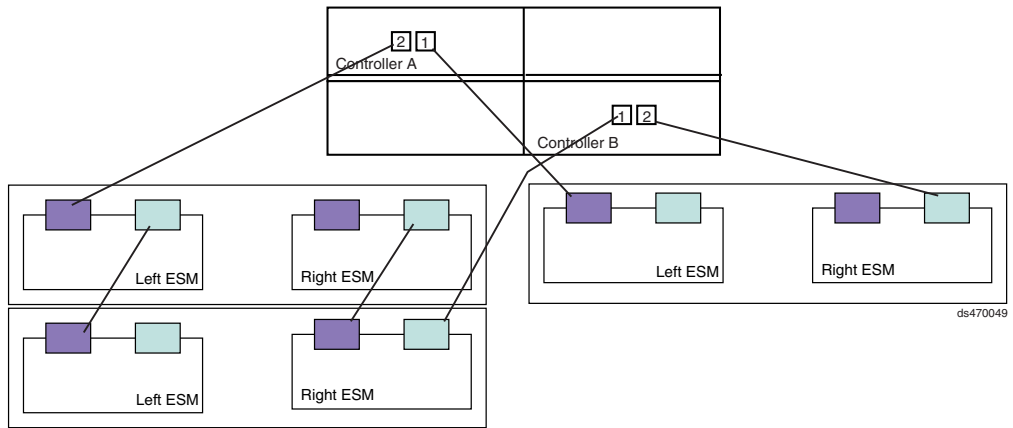 2 1
Controller A
1 2
Controller B
Left ESM
Right ESM
Left ESM
Right ESM
ds470049
Left ESM
Right ESM